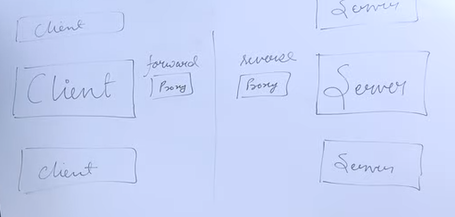 Client
Server
forward
reverse
Client
Proxy
Proxy
Server
Client
Server